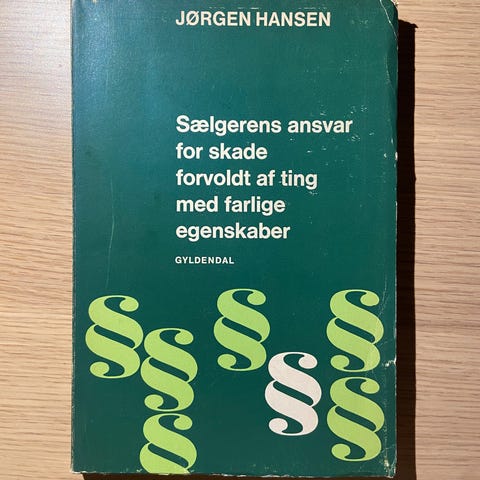 JØRGEN HANSEN
Sælgerens ansvar
for skade
forvoldt af ting
med farlige
egenskaber
GYLDENDAL
§ § §
§ §
§ §